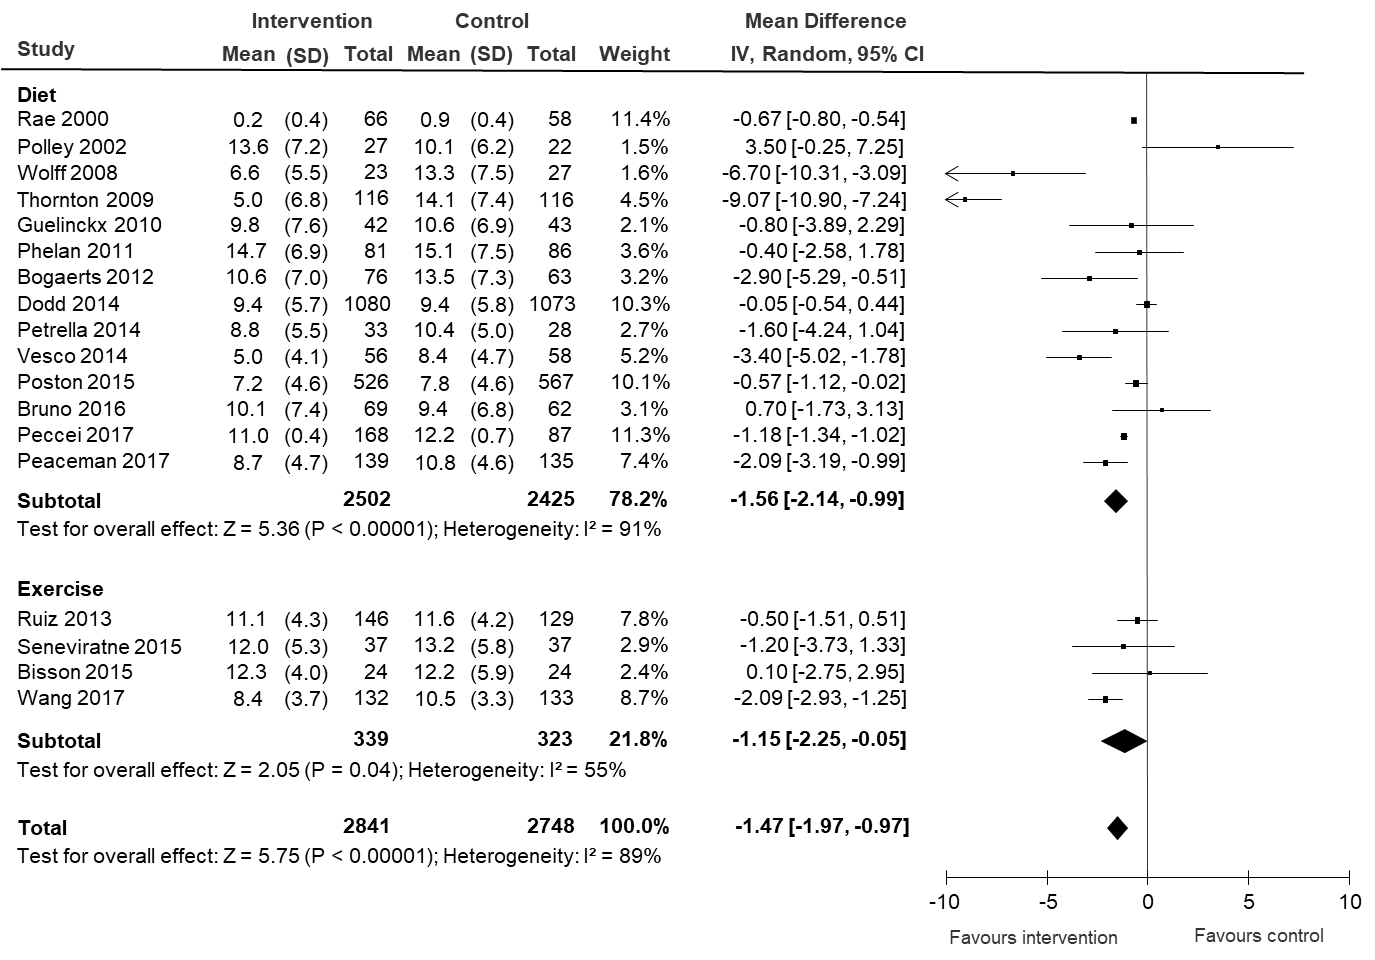 Intervention Control Mean Difference
Study Mean (SD) Total Mean (SD) Total Weight IV, Random, 95% CI
Diet
Rae 2000 0.2 (0.4) 66 0.9 (0.4) 58 11.4% -0.67 [-0.80, -0.54]
Polley 2002 13.6 (7.2) 27 10.1 (6.2) 22 1.5% 3.50 [-0.25, 7.25]
Wolff 2008 6.6 (5.5) 23 13.3 (7.5) 27 1.6% -6.70 [-10.31, -3.09]
Thornton 2009 5.0 (6.8) 116 14.1 (7.4) 116 4.5% -9.07 [-10.90, -7.24]
Guelinckx 2010 9.8 (7.6) 42 10.6 (6.9) 43 2.1% -0.80 [-3.89, 2.29]
Phelan 2011 14.7 (6.9) 81 15.1 (7.5) 86 3.6% -0.40 [-2.58, 1.78]
Bogaerts 2012 10.6 (7.0) 76 13.5 (7.3) 63 3.2% -2.90 [-5.29, -0.51]
Dodd 2014 9.4 (5.7) 1080 9.4 (5.8) 1073 10.3% -0.05 [-0.54, 0.44]
Petrella 2014 8.8 (5.5) 33 10.4 (5.0) 28 2.7% -1.60 [-4.24, 1.04]
Vesco 2014 5.0 (4.1) 56 8.4 (4.7) 58 5.2% -3.40 [-5.02, -1.78]
Poston 2015 7.2 (4.6) 526 7.8 (4.6) 567 10.1% -0.57 [-1.12, -0.02]
Bruno 2016 10.1 (7.4) 69 9.4 (6.8) 62 3.1% 0.70 [-1.73, 3.13]
Peccei 2017 11.0 (0.4) 168 12.2 (0.7) 87 11.3% -1.18 [-1.34, -1.02]
Peaceman 2017 8.7 (4.7) 139 10.8 (4.6) 135 7.4% -2.09 [-3.19, -0.99]
Subtotal 2502 2425 78.2% -1.56 [-2.14, -0.99]
Test for overall effect: Z = 5.36 (P < 0.00001); Heterogeneity: I² = 91%
Exercise
Ruiz 2013 11.1 (4.3) 146 11.6 (4.2) 129 7.8% -0.50 [-1.51, 0.51]
Seneviratne 2015 12.0 (5.3) 37 13.2 (5.8) 37 2.9% -1.20 [-3.73, 1.33]
Bisson 2015 12.3 (4.0) 24 12.2 (5.9) 24 2.4% 0.10 [-2.75, 2.95]
Wang 2017 8.4 (3.7) 132 10.5 (3.3) 133 8.7% -2.09 [-2.93, -1.25]
Subtotal 339 323 21.8% -1.15 [-2.25, -0.05]
Test for overall effect: Z = 2.05 (P = 0.04); Heterogeneity: I² = 55%
Total 2841 2748 100.0% -1.47 [-1.97, -0.97]
Test for overall effect: Z = 5.75 (P < 0.00001); Heterogeneity: I² = 89%
-10 -5 0 5 10
Favours intervention Favours control